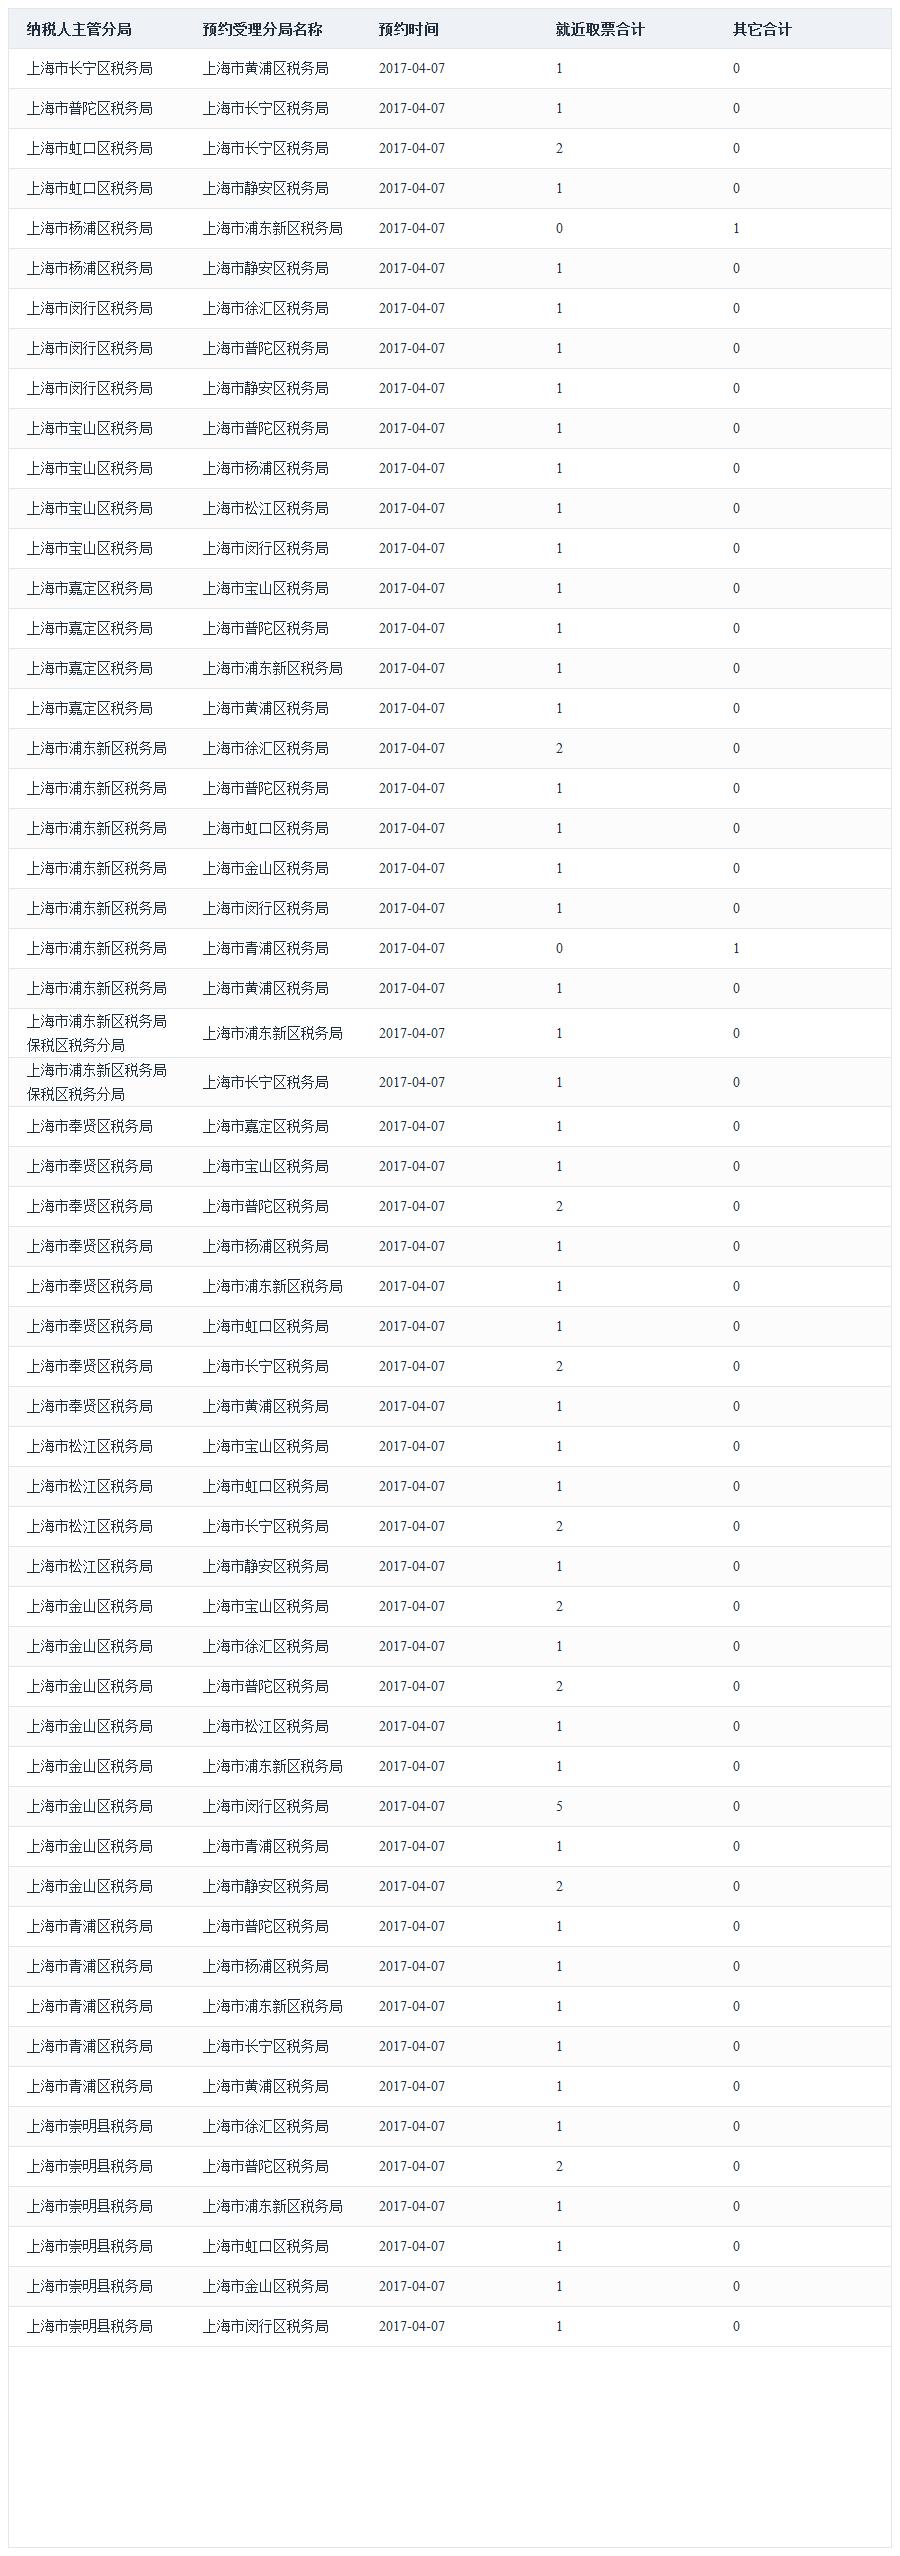 纳税人主管分局 预约受理分局名称 预约时间 就近取票合计 其它合计
上海市长宁区税务局 上海市黄浦区税务局 2017-04-07 1 0
上海市普陀区税务局 上海市长宁区税务局 2017-04-07 1 0
上海市虹口区税务局 上海市长宁区税务局 2017-04-07 2 0
上海市虹口区税务局 上海市静安区税务局 2017-04-07 1 0
上海市杨浦区税务局 上海市浦东新区税务局 2017-04-07 0 1
上海市杨浦区税务局 上海市静安区税务局 2017-04-07 1 0
上海市闵行区税务局 上海市徐汇区税务局 2017-04-07 1 0
上海市闵行区税务局 上海市普陀区税务局 2017-04-07 1 0
上海市闵行区税务局 上海市静安区税务局 2017-04-07 1 0
上海市宝山区税务局 上海市普陀区税务局 2017-04-07 1 0
上海市宝山区税务局 上海市杨浦区税务局 2017-04-07 1 0
上海市宝山区税务局 上海市松江区税务局 2017-04-07 1 0
上海市宝山区税务局 上海市闵行区税务局 2017-04-07 1 0
上海市嘉定区税务局 上海市宝山区税务局 2017-04-07 1 0
上海市嘉定区税务局 上海市普陀区税务局 2017-04-07 1 0
上海市嘉定区税务局 上海市浦东新区税务局 2017-04-07 1 0
上海市嘉定区税务局 上海市黄浦区税务局 2017-04-07 1 0
上海市浦东新区税务局 上海市徐汇区税务局 2017-04-07 2 0
上海市浦东新区税务局 上海市普陀区税务局 2017-04-07 1 0
上海市浦东新区税务局 上海市虹口区税务局 2017-04-07 1 0
上海市浦东新区税务局 上海市金山区税务局 2017-04-07 1 0
上海市浦东新区税务局 上海市闵行区税务局 2017-04-07 1 0
上海市浦东新区税务局 上海市青浦区税务局 2017-04-07 0 1
上海市浦东新区税务局 上海市黄浦区税务局 2017-04-07 1 0
上海市浦东新区税务局
保税区税务分局 上海市浦东新区税务局 2017-04-07 1 0
上海市浦东新区税务局
保税区税务分局 上海市长宁区税务局 2017-04-07 1 0
上海市奉贤区税务局 上海市嘉定区税务局 2017-04-07 1 0
上海市奉贤区税务局 上海市宝山区税务局 2017-04-07 1 0
上海市奉贤区税务局 上海市普陀区税务局 2017-04-07 2 0
上海市奉贤区税务局 上海市杨浦区税务局 2017-04-07 1 0
上海市奉贤区税务局 上海市浦东新区税务局 2017-04-07 1 0
上海市奉贤区税务局 上海市虹口区税务局 2017-04-07 1 0
上海市奉贤区税务局 上海市长宁区税务局 2017-04-07 2 0
上海市奉贤区税务局 上海市黄浦区税务局 2017-04-07 1 0
上海市松江区税务局 上海市宝山区税务局 2017-04-07 1 0
上海市松江区税务局 上海市虹口区税务局 2017-04-07 1 0
上海市松江区税务局 上海市长宁区税务局 2017-04-07 2 0
上海市松江区税务局 上海市静安区税务局 2017-04-07 1 0
上海市金山区税务局 上海市宝山区税务局 2017-04-07 2 0
上海市金山区税务局 上海市徐汇区税务局 2017-04-07 1 0
上海市金山区税务局 上海市普陀区税务局 2017-04-07 2 0
上海市金山区税务局 上海市松江区税务局 2017-04-07 1 0
上海市金山区税务局 上海市浦东新区税务局 2017-04-07 1 0
上海市金山区税务局 上海市闵行区税务局 2017-04-07 5 0
上海市金山区税务局 上海市青浦区税务局 2017-04-07 1 0
上海市金山区税务局 上海市静安区税务局 2017-04-07 2 0
上海市青浦区税务局 上海市普陀区税务局 2017-04-07 1 0
上海市青浦区税务局 上海市杨浦区税务局 2017-04-07 1 0
上海市青浦区税务局 上海市浦东新区税务局 2017-04-07 1 0
上海市青浦区税务局 上海市长宁区税务局 2017-04-07 1 0
上海市青浦区税务局 上海市黄浦区税务局 2017-04-07 1 0
上海市崇明县税务局 上海市徐汇区税务局 2017-04-07 1 0
上海市崇明县税务局 上海市普陀区税务局 2017-04-07 2 0
上海市崇明县税务局 上海市浦东新区税务局 2017-04-07 1 0
上海市崇明县税务局 上海市虹口区税务局 2017-04-07 1 0
上海市崇明县税务局 上海市金山区税务局 2017-04-07 1 0
上海市崇明县税务局 上海市闵行区税务局 2017-04-07 1 0